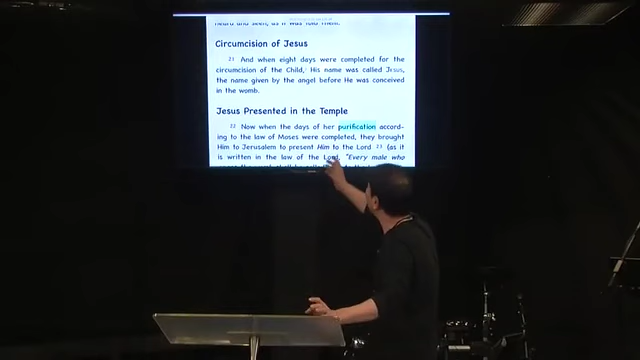 heard and seen, as it was told them.
Circumcision of Jesus
21 And when eight days were completed for the
circumcision of the Child, His name was called Jesus,
the name given by the angel before He was conceived
in the womb.
Jesus Presented in the Temple
22 Now when the days of her purification accord-
ing to the law of Moses were completed, they brought
Him to Jerusalem to present Him to the Lord 23 (as it
is written in the law of the Lord, "Every male who